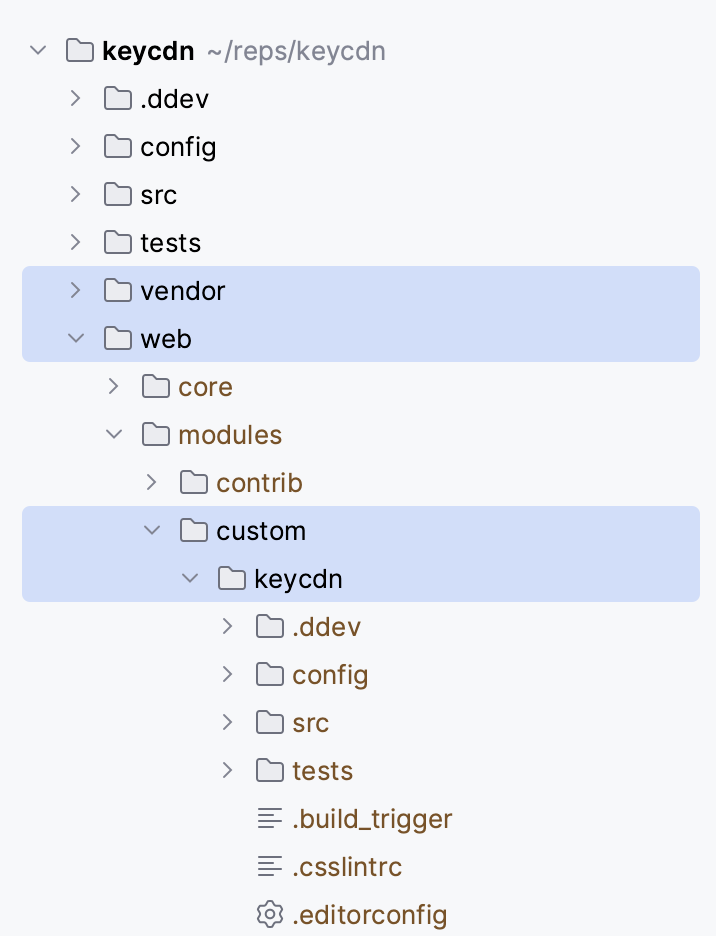 keycdn ~/reps/keycdn
.ddev
config
src
tests
vendor
web
core
modules
contrib
custom
keycdn
.ddev
config
src
tests
.build_trigger
.csslintrc
.editorconfig